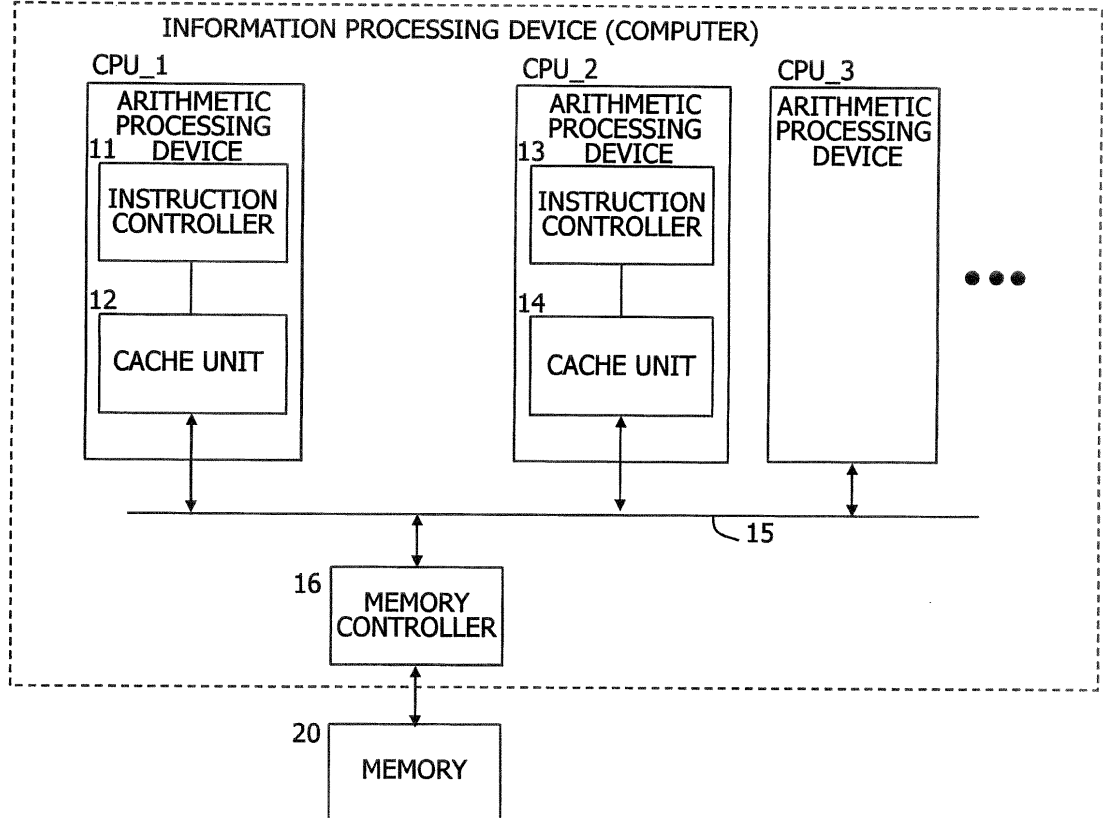 INFORMATION PROCESSING DEVICE (COMPUTER)
CPU_1
ARITHMETIC
PROCESSING
DEVICE
11
INSTRUCTION
CONTROLLER
12
CACHE UNIT
CPU_2
ARITHMETIC
PROCESSING
DEVICE
13
INSTRUCTION
CONTROLLER
14
CACHE UNIT
CPU_3
ARITHMETIC
PROCESSING
DEVICE
15
16
MEMORY
CONTROLLER
20
MEMORY